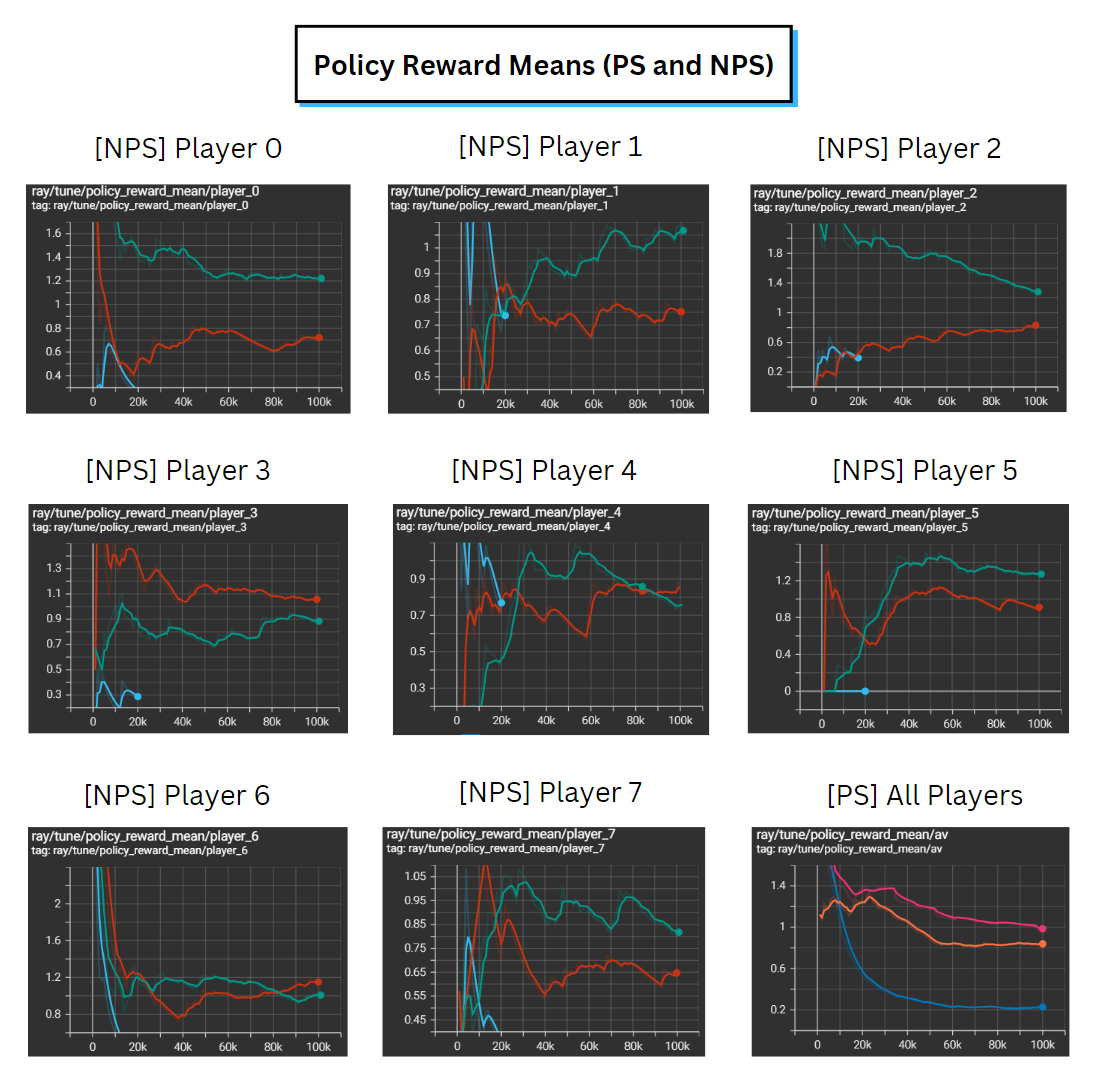 Policy Reward Means (PS and NPS)
[NPS] Player 0
[NPS] Player 1
[NPS] Player 2
ray/tune/policy_reward_mean/player_0
tag: ray/tune/policy_reward_mean/player_0
1.6
1.4
1.2
1
0.8
0.6
0.4
0 20k 40k 60k 80k 100k
ray/tune/policy_reward_mean/player_1
tag: ray/tune/policy_reward_mean/player_1
1
0.9
0.8
0.7
0.6
0.5
0 20k 40k 60k 80k 100k
ray/tune/policy_reward_mean/player_2
tag: ray/tune/policy_reward_mean/player_2
1.8
1.4
1
0.6
0.2
0 20k 40k 60k 80k 100k
[NPS] Player 3
[NPS] Player 4
[NPS] Player 5
ray/tune/policy_reward_mean/player_3
tag: ray/tune/policy_reward_mean/player_3
1.3
1.1
0.9
0.7
0.5
0.3
0 20k 40k 60k 80k 100k
ray/tune/policy_reward_mean/player_4
tag: ray/tune/policy_reward_mean/player_4
0.9
0.7
0.5
0.3
0 20k 40k 60k 80k 100k
ray/tune/policy_reward_mean/player_5
tag: ray/tune/policy_reward_mean/player_5
1.2
0.8
0.4
0
0 20k 40k 60k 80k 100k
[NPS] Player 6
[NPS] Player 7
[PS] All Players
ray/tune/policy_reward_mean/player_6
tag: ray/tune/policy_reward_mean/player_6
2
1.6
1.2
0.8
0 20k 40k 60k 80k 100k
ray/tune/policy_reward_mean/player_7
tag: ray/tune/policy_reward_mean/player_7
1.05
0.95
0.85
0.75
0.65
0.55
0.45
0 20k 40k 60k 80k 100k
ray/tune/policy_reward_mean/av
tag: ray/tune/policy_reward_mean/av
1.4
1
0.6
0.2
0 20k 40k 60k 80k 100k